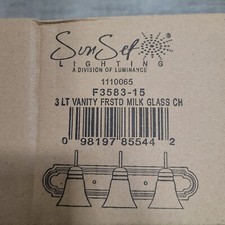 SunSet
LIGHTING
A DIVISION OF LUMINANCE
1110065
F3583-15
3 LT VANITY FRSTD MILK GLASS CH
0 98197 85544 2